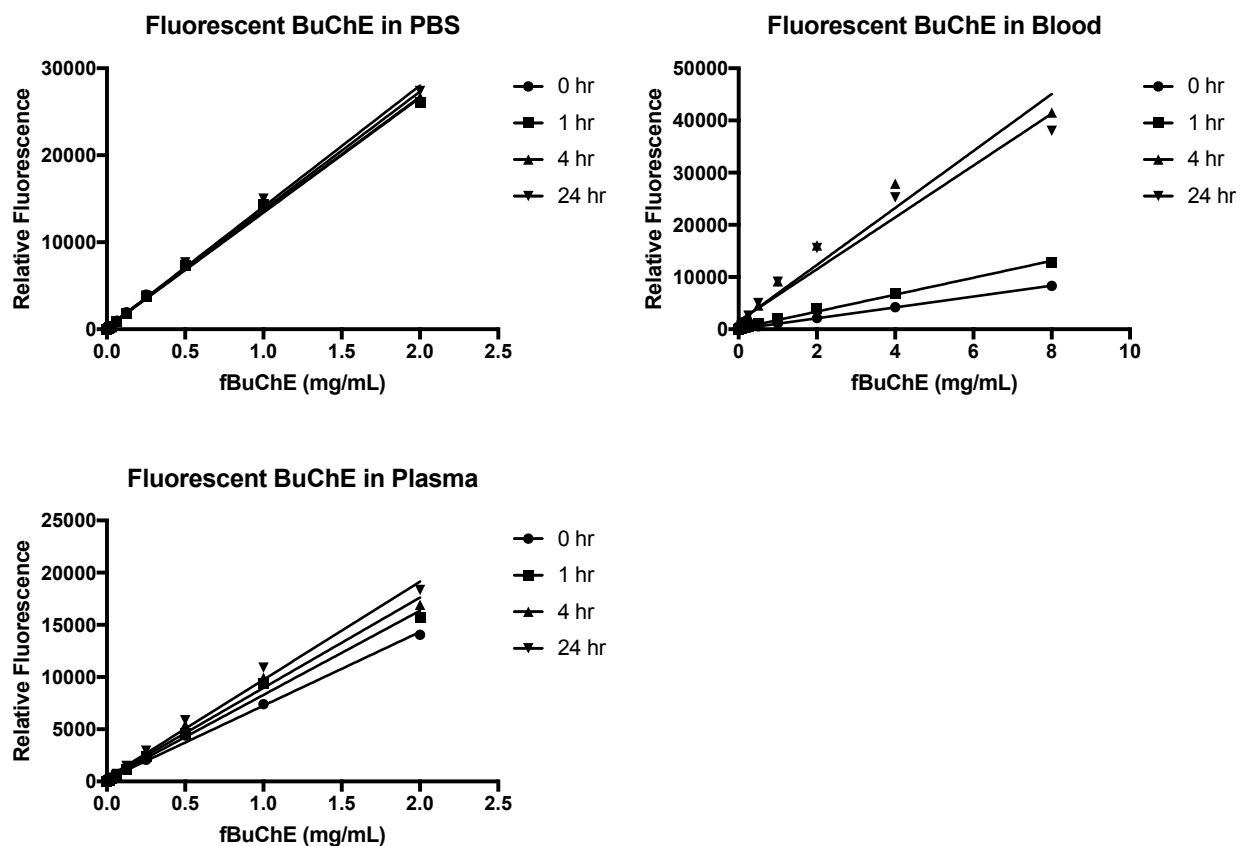 Fluorescent BuChE in PBS
Relative Fluorescence
30000
20000
10000
0
0.0 0.5 1.0 1.5 2.0 2.5
fBuChE (mg/mL)
0 hr
1 hr
4 hr
24 hr
Fluorescent BuChE in Blood
Relative Fluorescence
50000
40000
30000
20000
10000
0
0 2 4 6 8 10
fBuChE (mg/mL)
0 hr
1 hr
4 hr
24 hr
Fluorescent BuChE in Plasma
Relative Fluorescence
25000
20000
15000
10000
5000
0
0.0 0.5 1.0 1.5 2.0 2.5
fBuChE (mg/mL)
0 hr
1 hr
4 hr
24 hr